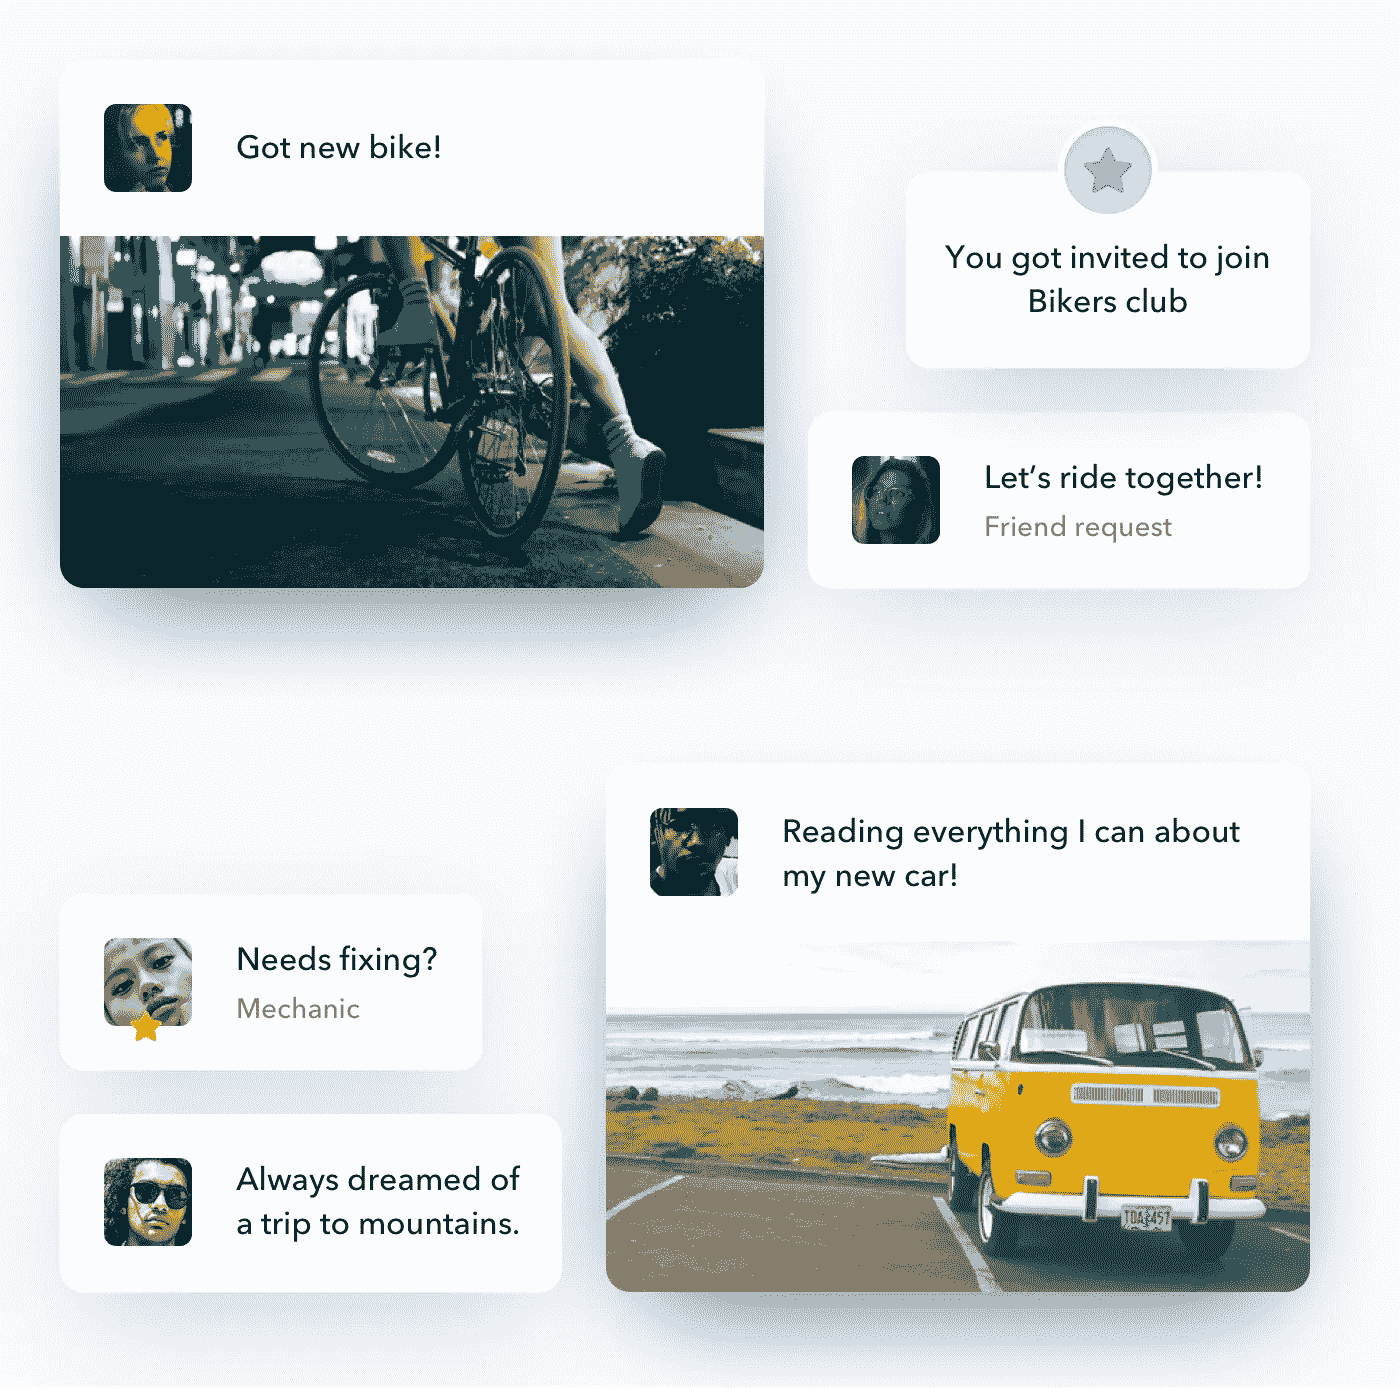 Got new bike!
You got invited to join
Bikers club
Let’s ride together!
Friend request
Reading everything I can about
my new car!
Needs fixing?
Mechanic
Always dreamed of
a trip to mountains.